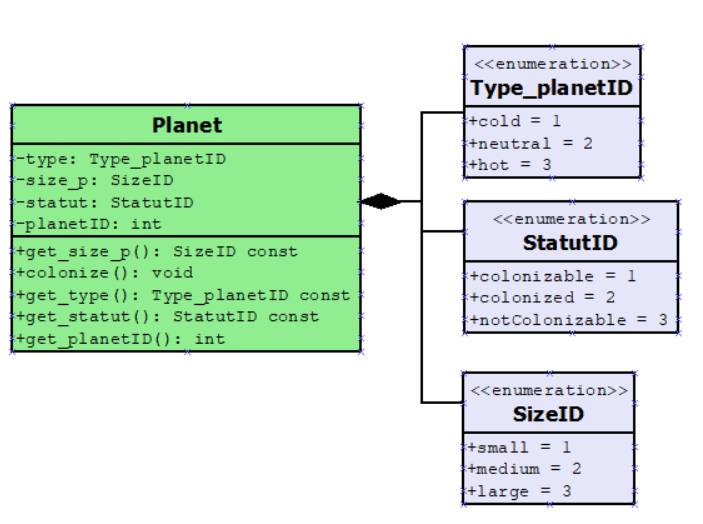 Planet
-type: Type_planetID
-size_p: SizeID
-statut: StatutID
-planetID: int
+get_size_p(): SizeID const
+colonize(): void
+get_type(): Type_planetID const
+get_statut(): StatutID const
+get_planetID(): int
<<enumeration>>
Type_planetID
+cold = 1
+neutral = 2
+hot = 3
<<enumeration>>
StatutID
+colonizable = 1
+colonized = 2
+notColonizable = 3
<<enumeration>>
SizeID
+small = 1
+medium = 2
+large = 3